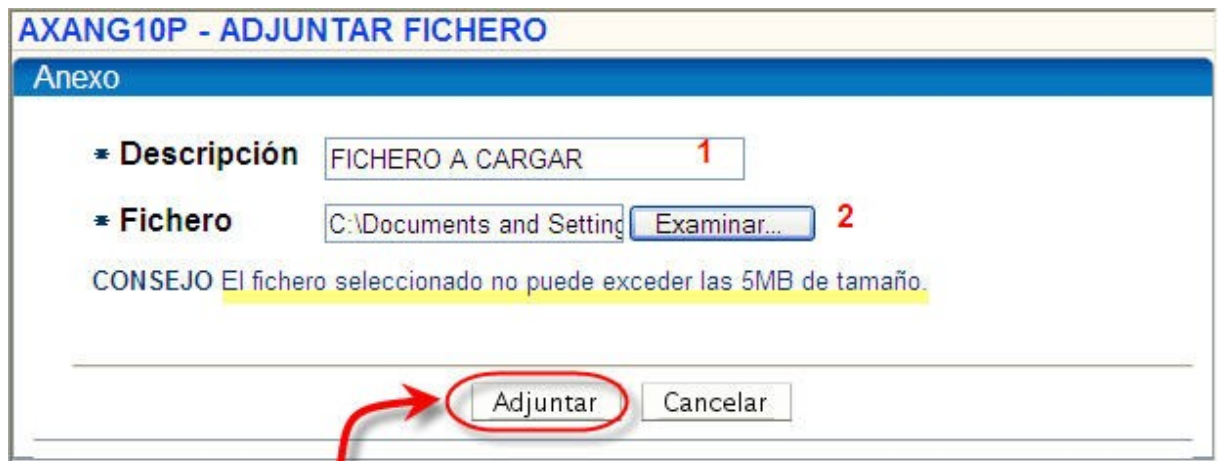 AXANG10P - ADJUNTAR FICHERO
Anexo
* Descripción FICHERO A CARGAR 1
* Fichero C:\Documents and Setting Examinar... 2
CONSEJO El fichero seleccionado no puede exceder las 5MB de tamaño.
Adjuntar Cancelar